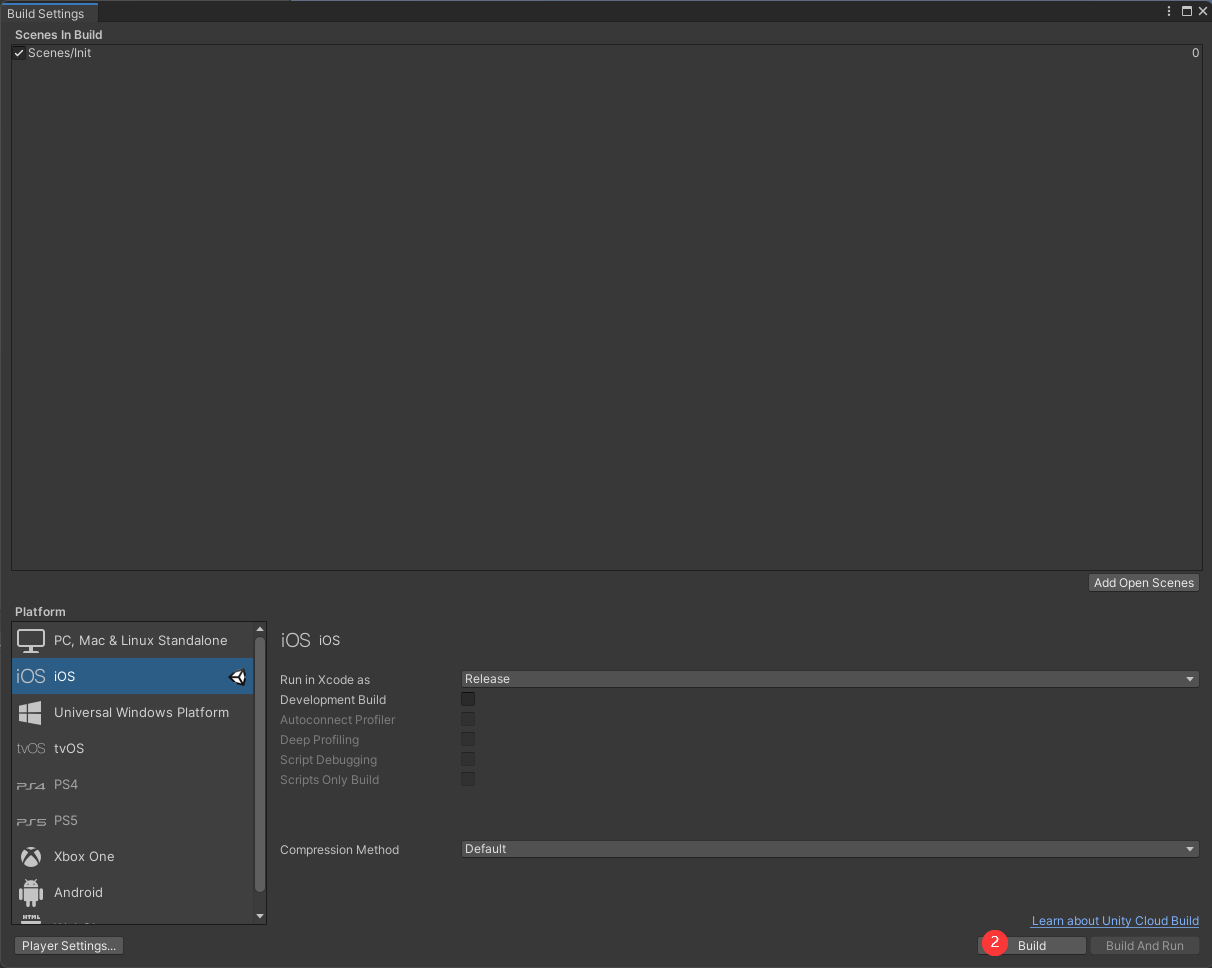 Build Settings
Scenes In Build
Scenes/Init 0
Add Open Scenes
Platform
PC, Mac & Linux Standalone
iOS iOS
Universal Windows Platform
tvOS tvOS
PS4 PS4
PS5 PS5
Xbox One
Android
HTML
Player Settings...
iOS iOS
Run in Xcode as Release
Development Build
Autoconnect Profiler
Deep Profiling
Script Debugging
Scripts Only Build
Compression Method Default
Learn about Unity Cloud Build
2 Build Build And Run